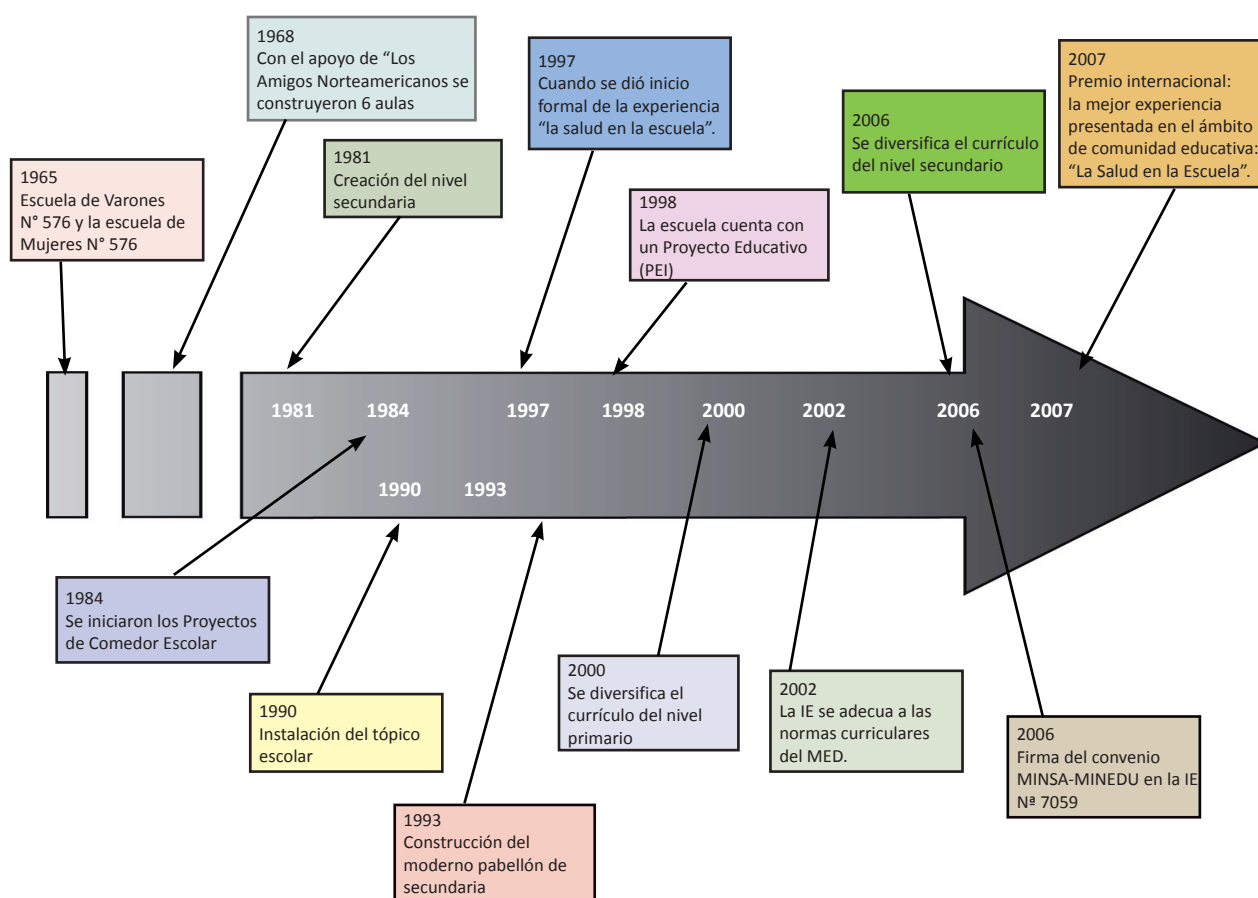 1968
Con el apoyo de “Los
Amigos Norteamericanos se
construyeron 6 aulas
1997
Cuando se dió inicio
formal de la experiencia
“la salud en la escuela”.
2007
Premio internacional:
la mejor experiencia
presentada en el ámbito
de comunidad educativa:
“La Salud en la Escuela”.
2006
Se diversifica el currículo
del nivel secundario
1981
Creación del nivel
secundaria
1965
Escuela de Varones
N° 576 y la escuela de
Mujeres N° 576
1998
La escuela cuenta con
un Proyecto Educativo
(PEI)
1981 1984 1997 1998 2000 2002 2006 2007
1990 1993
1984
Se iniciaron los Proyectos
de Comedor Escolar
1990
Instalación del tópico
escolar
1993
Construcción del
moderno pabellón de
secundaria
2000
Se diversifica el
currículo del nivel
primario
2002
La IE se adecua a las
normas curriculares
del MED.
2006
Firma del convenio
MINSA-MINEDU en la IE
Nª 7059